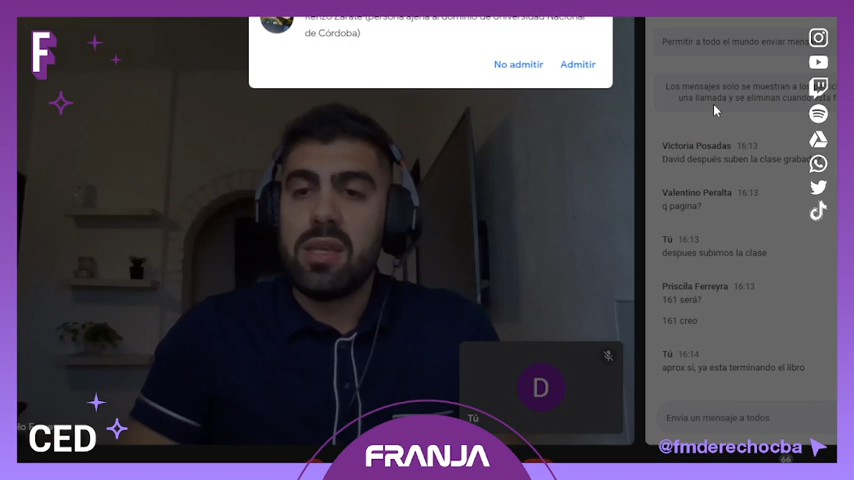 Renzo Zárate (persona ajena al dominio de Universidad Nacional
de Córdoba)
No admitir
Admitir
F
Permitir a todo el mundo enviar
Los mensajes solo se muestran a los
una llamada y se eliminan cuando
Victoria Posadas 16:13
David después suben la clase
Valentino Peralta 16:13
q pagina?
Tú 16:13
despues subimos la clase
Priscila Ferreyra 16:13
161 será?
161 creo
Tú 16:14
aprox si, ya esta terminando el libro
Envía un mensaje a todos
D
Tú
CED
FRANJA
@fmderechocba
66